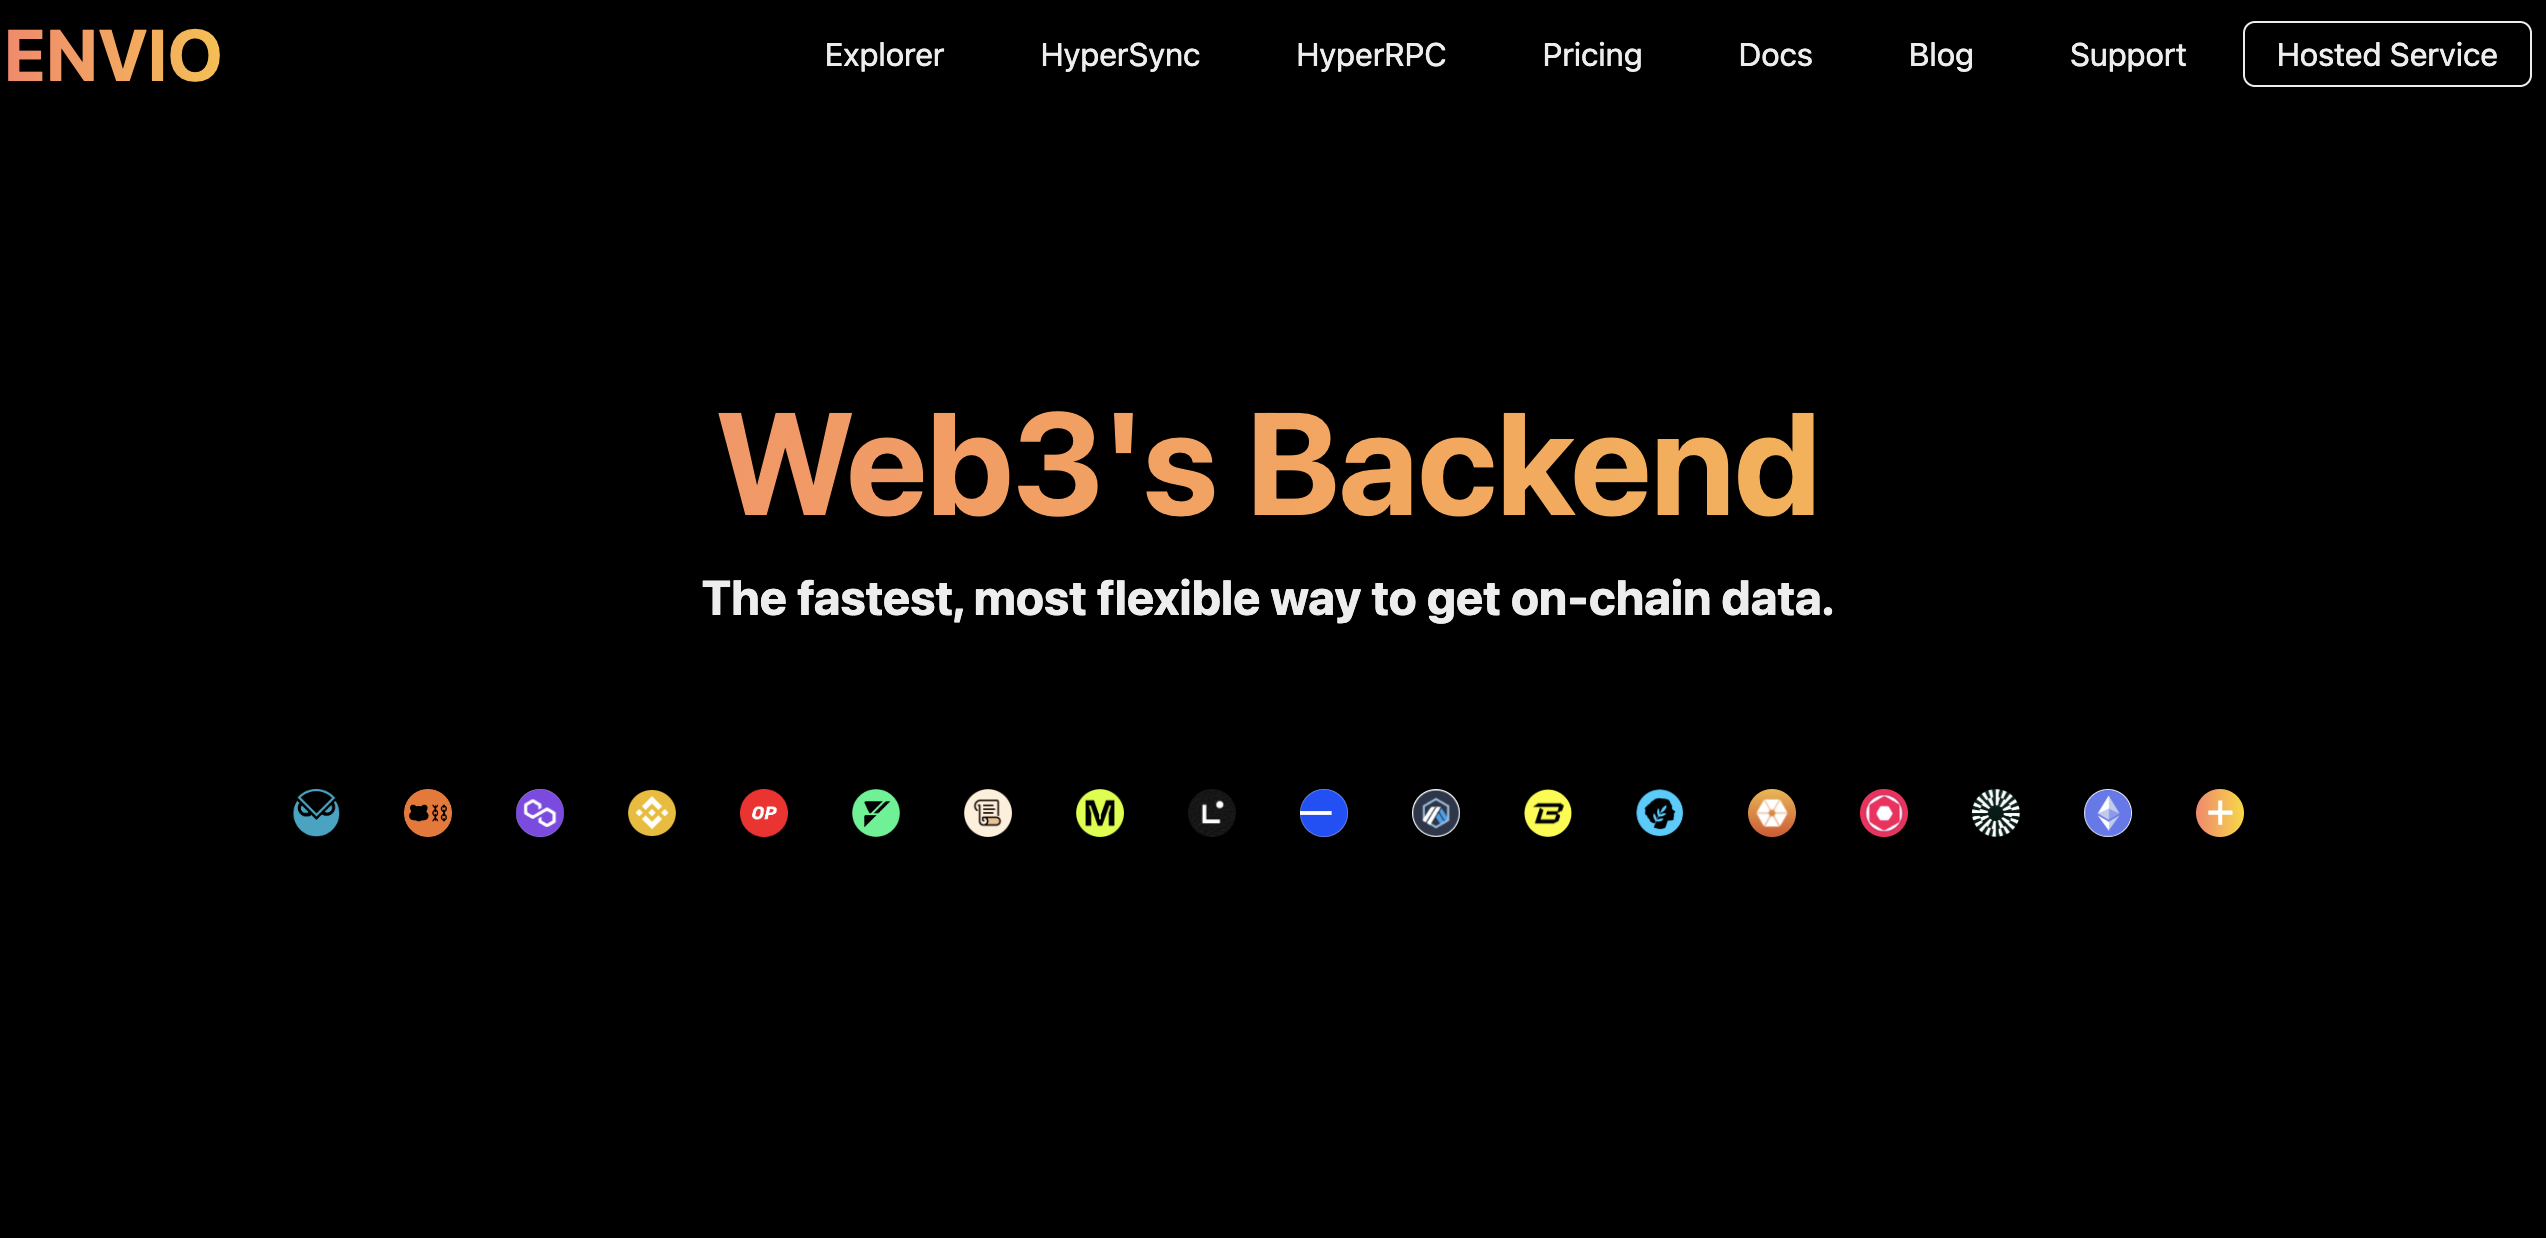 ENVIO
Explorer HyperSync HyperRPC Pricing Docs Blog Support Hosted Service
Web3's Backend
The fastest, most flexible way to get on-chain data.
OP
M
B